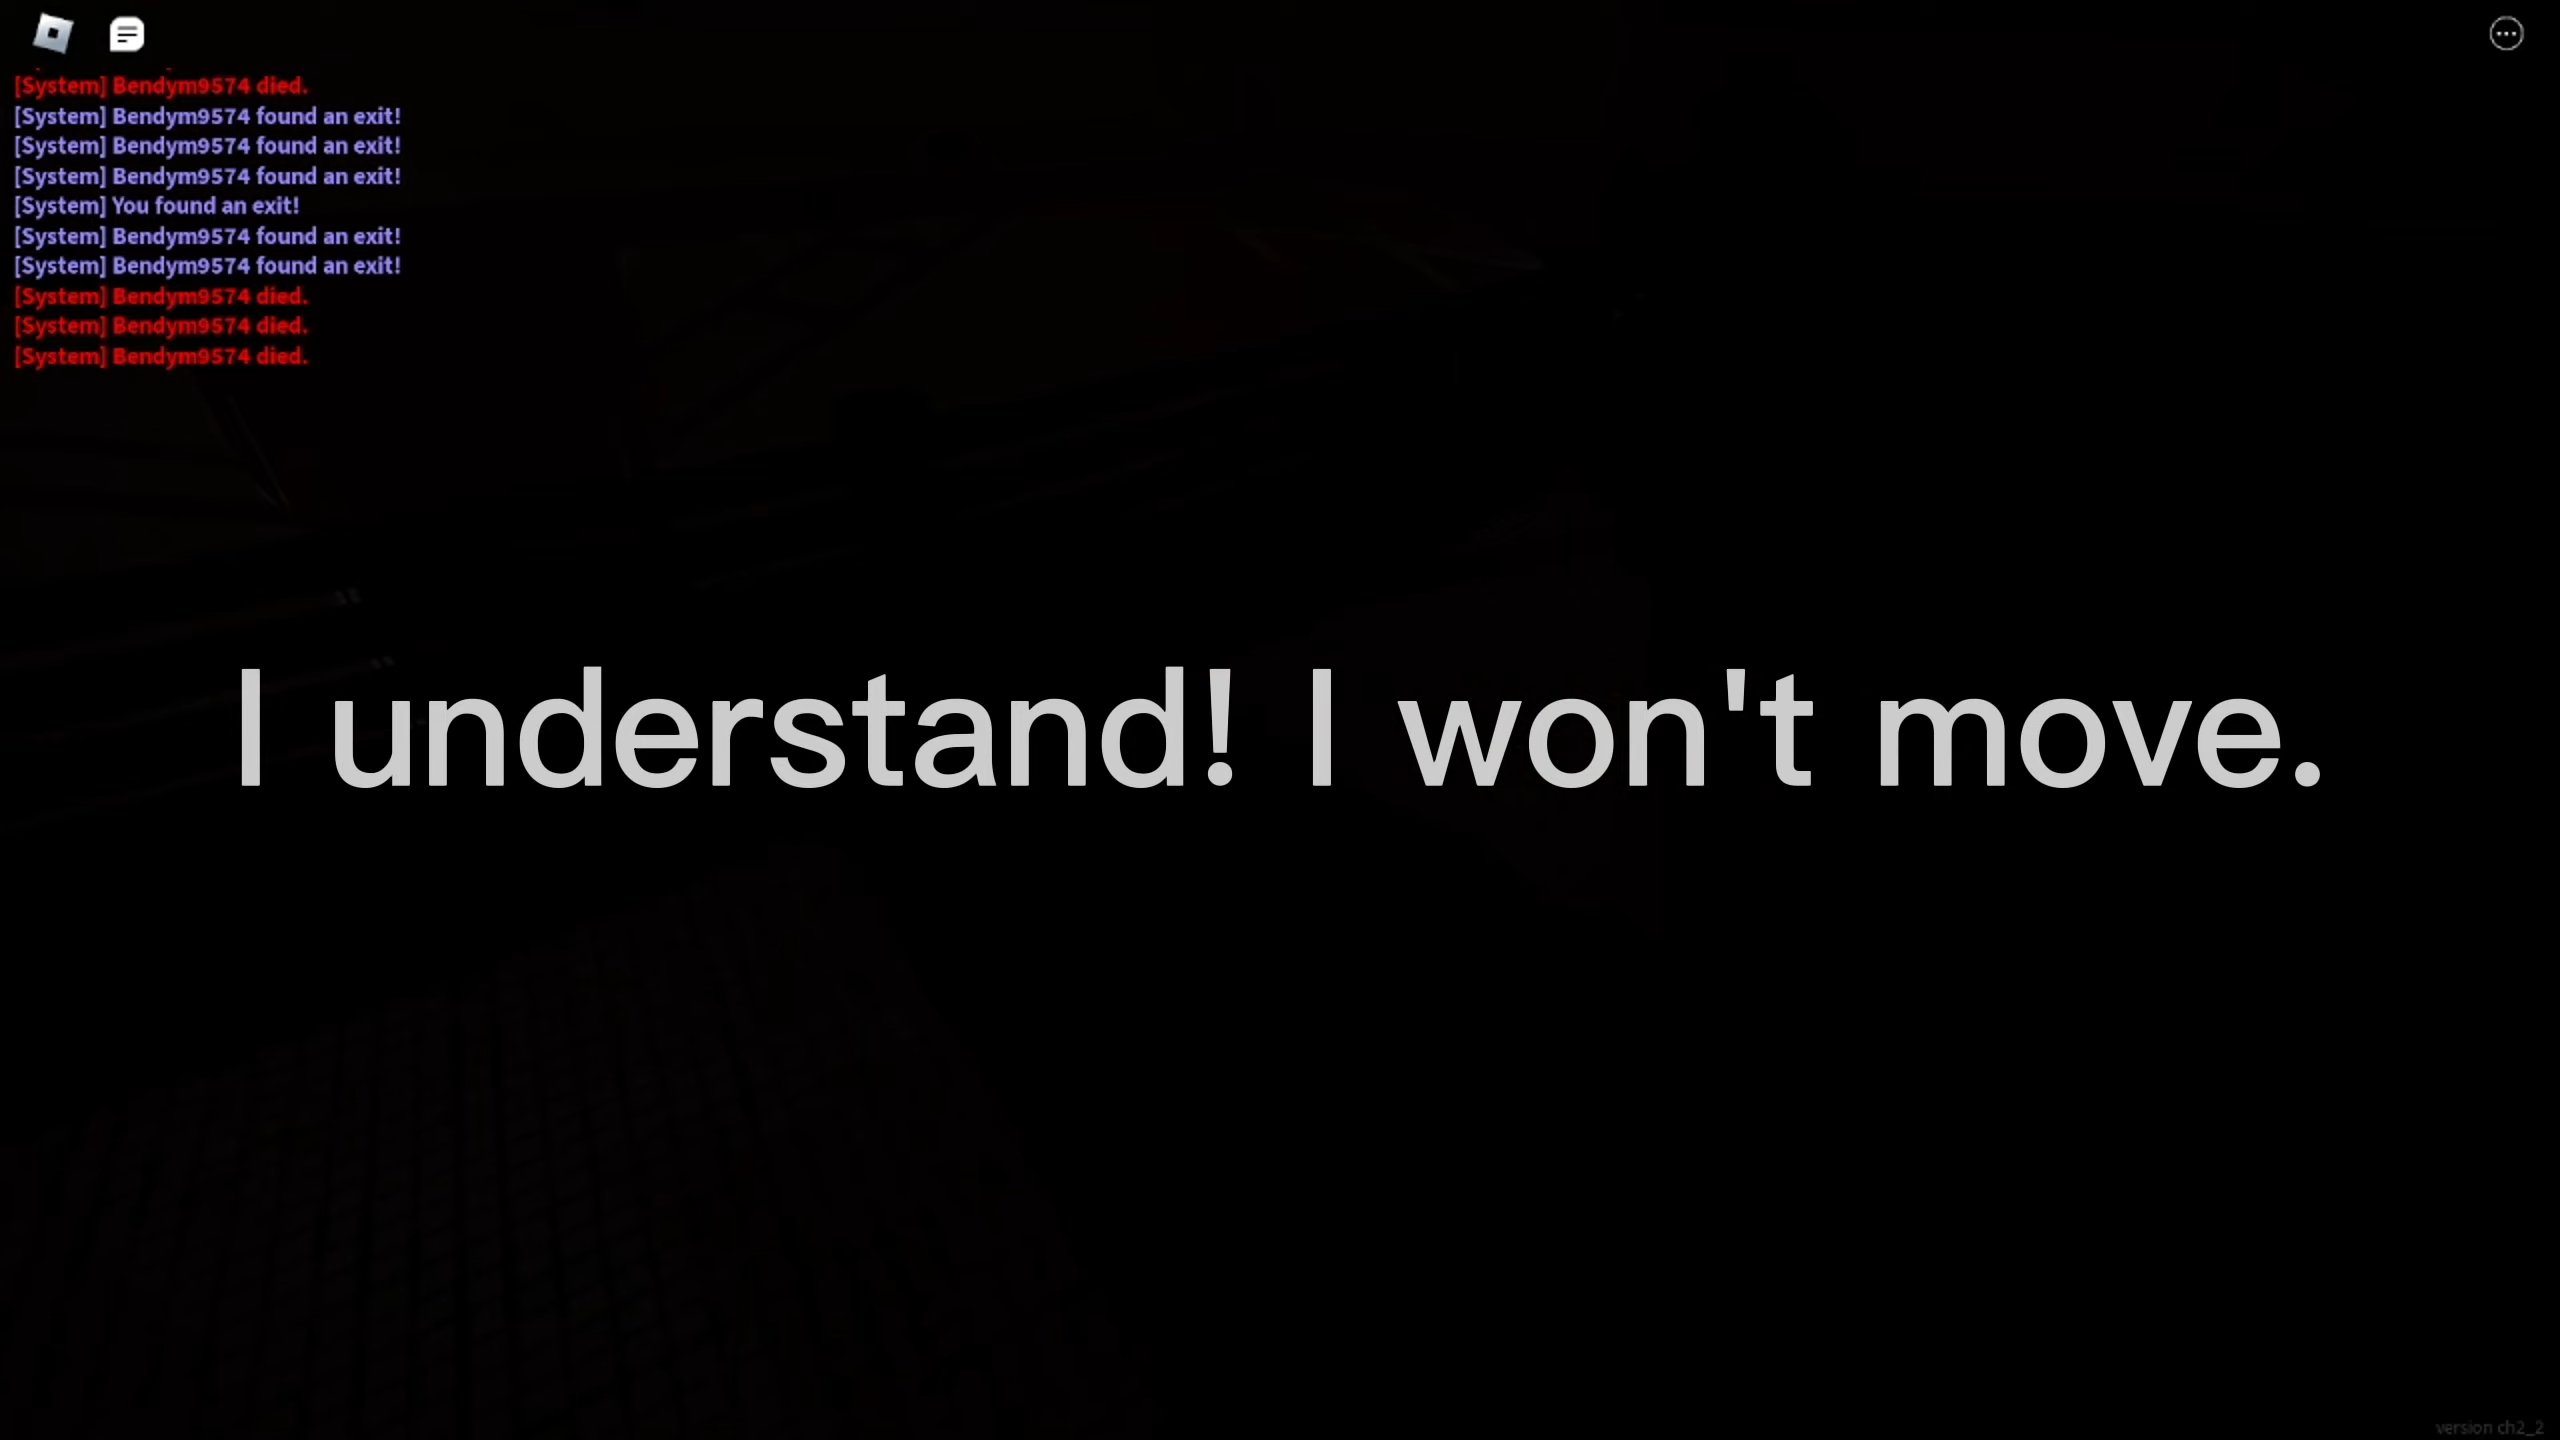 [System] Bendym9574 died.
[System] Bendym9574 found an exit!
[System] Bendym9574 found an exit!
[System] Bendym9574 found an exit!
[System] You found an exit!
[System] Bendym9574 found an exit!
[System] Bendym9574 found an exit!
[System] Bendym9574 died.
[System] Bendym9574 died.
[System] Bendym9574 died.
I understand! I won't move.
version ch2_2